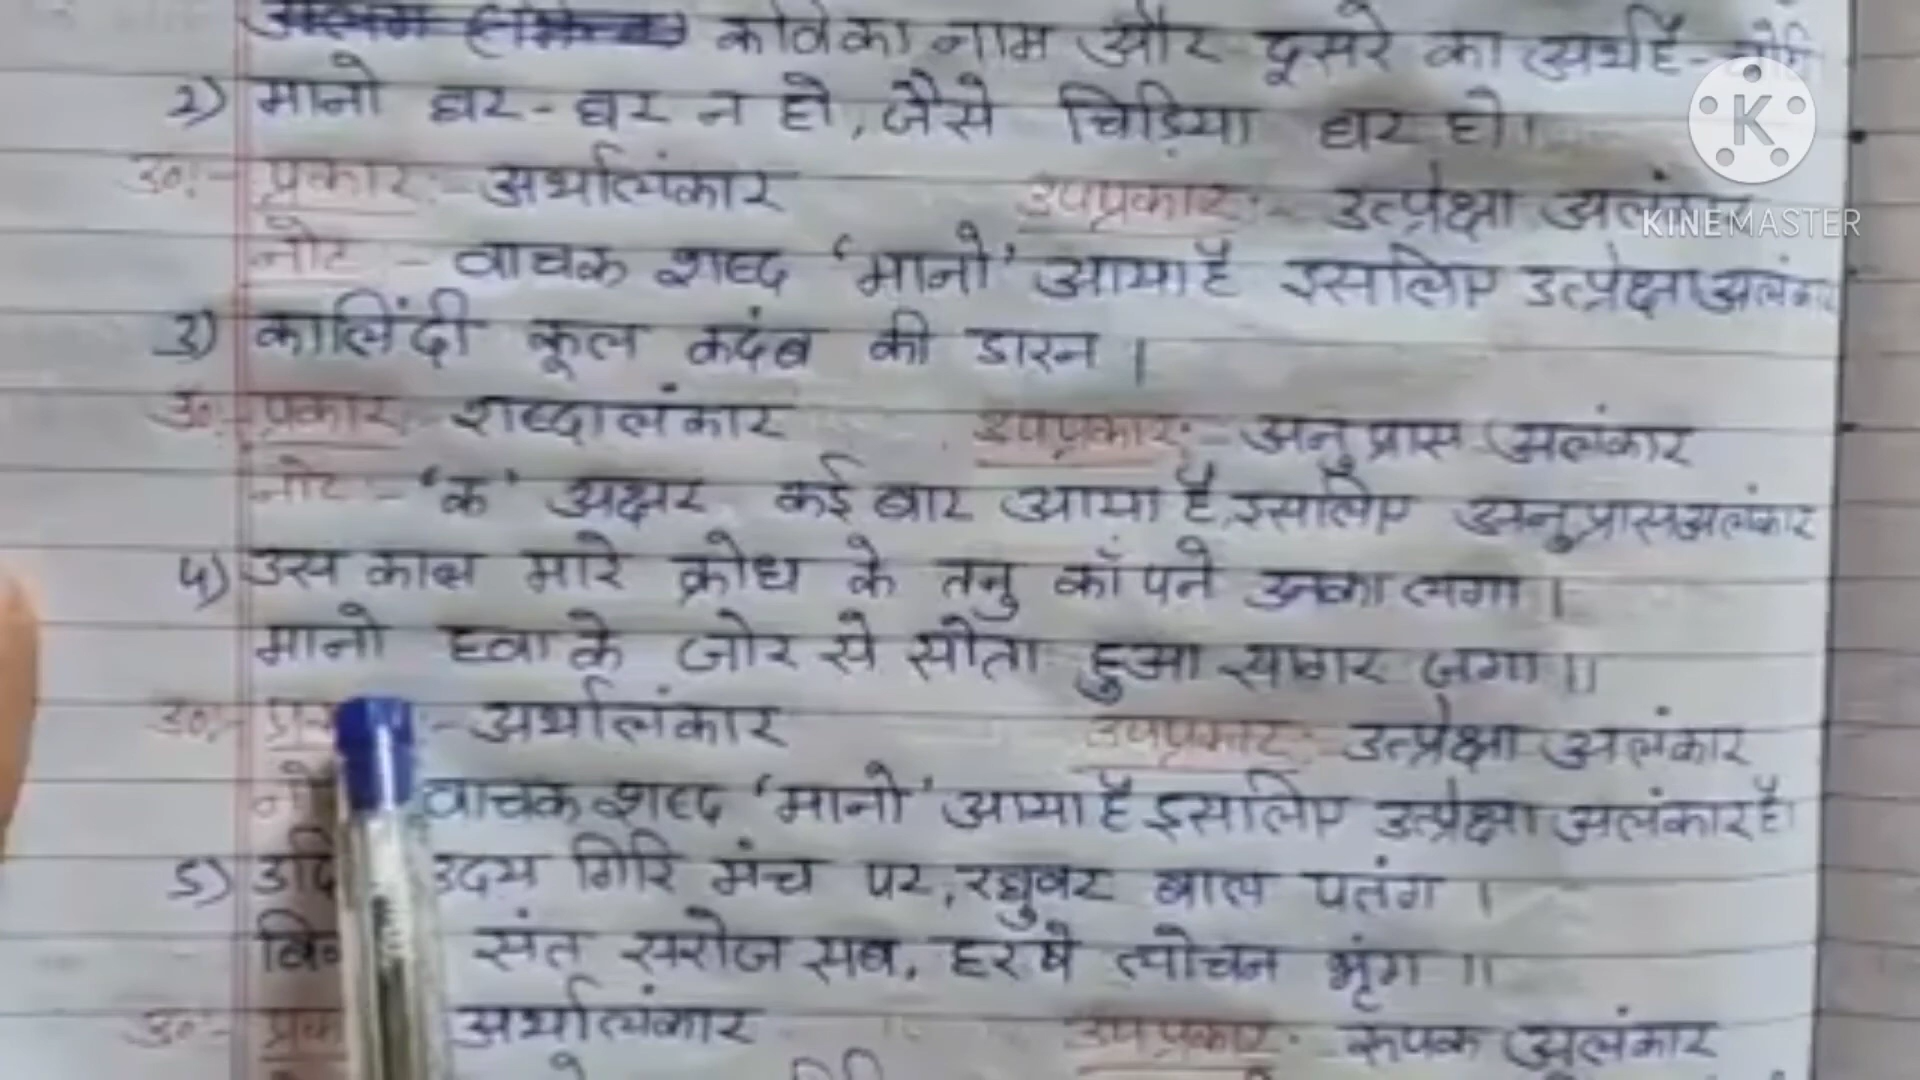 कवि का नाम और दूसरे का अर्थ है -
2) मानो घर - घर न हो, जैसे चिड़िया घर हो।
उ०:- प्रकार :- अर्थालंकार उपप्रकार :- उत्प्रेक्षा अलंकार
नोट :- वाचक शब्द 'मानो' आया है इसलिए उत्प्रेक्षा अलंकार
3) कालिंदी कूल कदंब की डारन ।
उ०:- प्रकार :- शब्दालंकार उपप्रकार :- अनुप्रास अलंकार
नोट :- 'क' अक्षर कई बार आया है, इसलिए अनुप्रास अलंकार
4) उस काल मारे क्रोध के तनु काँपने उनका लगा ।
मानो हवा के जोर से सोता हुआ सागर जगा ॥
उ०:- :- अर्थालंकार उपप्रकार :- उत्प्रेक्षा अलंकार
वाचक शब्द 'मानो' आया है इसलिए उत्प्रेक्षा अलंकार है।
5) उदय गिरि मंच पर, रघुवर बाल पतंग ।
संत सरोज सब, हरषे लोचन भृंग ॥
उ०:- अर्थालंकार उपप्रकार :- रूपक अलंकार
K
KINEMASTER